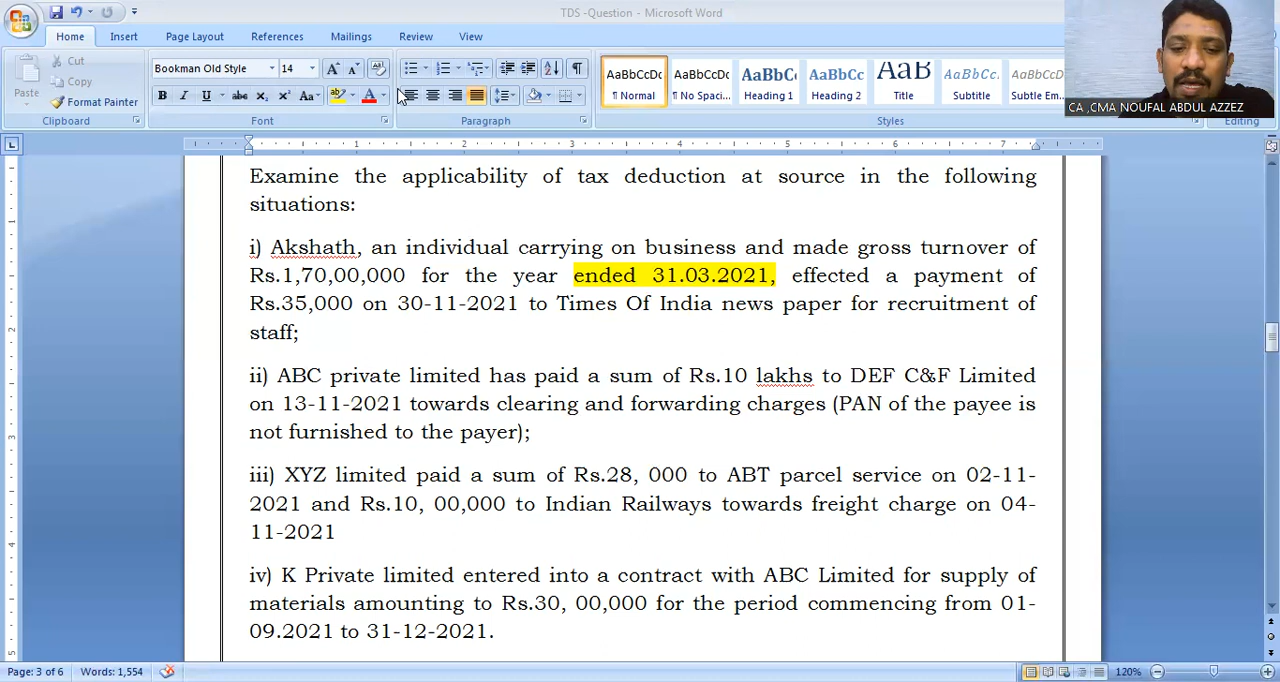 TDS -Question - Microsoft Word
Home Insert Page Layout References Mailings Review View
Cut
Copy
Paste
Format Painter
Clipboard
Bookman Old Style 14
Font
Paragraph
AaBbCcDc AaBbCcDc AaBbC AaBbCc AaB AaBbCc. AaBbCcD
¶ Normal ¶ No Spaci... Heading 1 Heading 2 Title Subtitle Subtle Em...
Styles
Editing
CA ,CMA NOUFAL ABDUL AZZEZ
1 2 3 4 5 6 7
Examine the applicability of tax deduction at source in the following
situations:
i) Akshath, an individual carrying on business and made gross turnover of
Rs.1,70,00,000 for the year ended 31.03.2021, effected a payment of
Rs.35,000 on 30-11-2021 to Times Of India news paper for recruitment of
staff;
ii) ABC private limited has paid a sum of Rs.10 lakhs to DEF C&F Limited
on 13-11-2021 towards clearing and forwarding charges (PAN of the payee is
not furnished to the payer);
iii) XYZ limited paid a sum of Rs.28, 000 to ABT parcel service on 02-11-
2021 and Rs.10, 00,000 to Indian Railways towards freight charge on 04-
11-2021
iv) K Private limited entered into a contract with ABC Limited for supply of
materials amounting to Rs.30, 00,000 for the period commencing from 01-
09.2021 to 31-12-2021.
Page: 3 of 6 Words: 1,554 120%